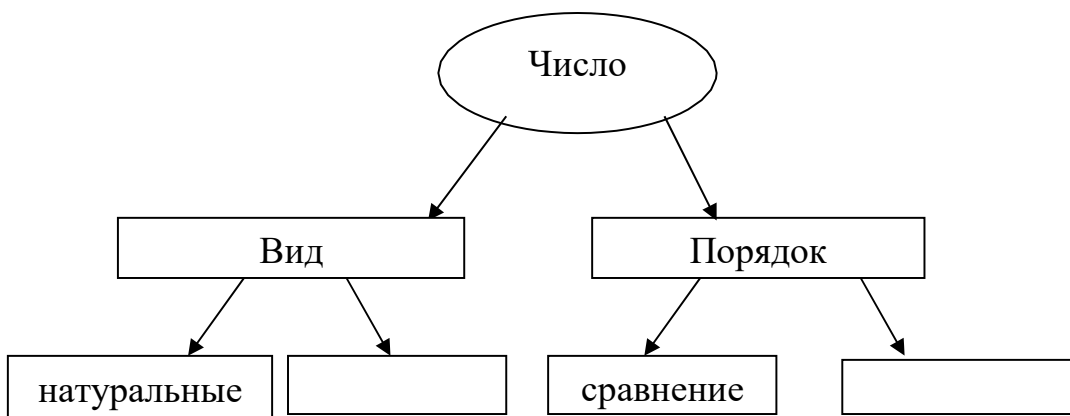 Число
Вид
Порядок
натуральные
сравнение